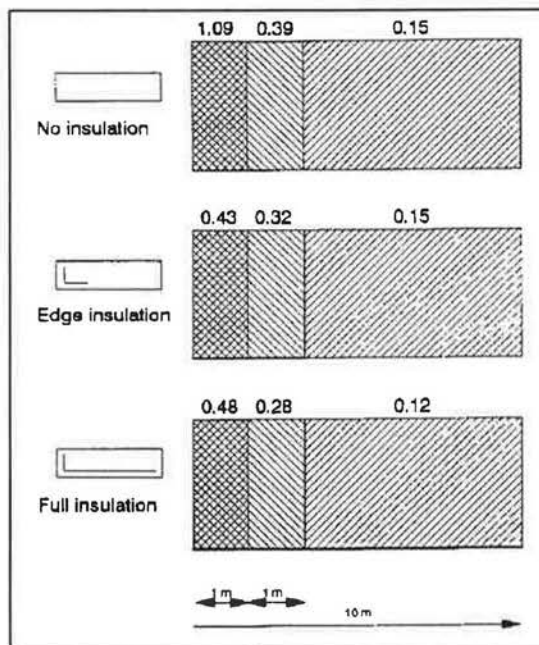 1.09 0.39 0.15
No insulation
0.43 0.32 0.15
Edge insulation
0.48 0.28 0.12
Full insulation
1 m 1 m
10 m